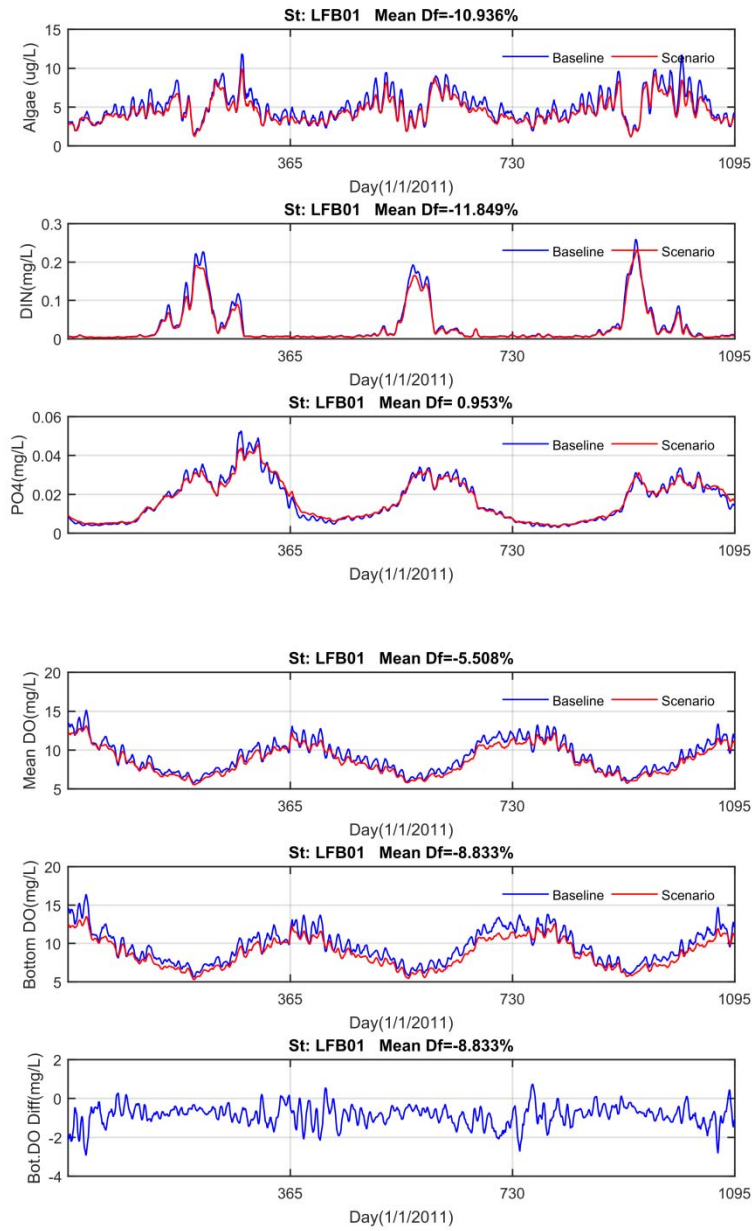 St: LFB01 Mean Df=-10.936%
15
10
5
0
Algae (ug/L)
Baseline Scenario
365 730 1095
Day(1/1/2011)
St: LFB01 Mean Df=-11.849%
0.3
0.2
0.1
0
DIN(mg/L)
Baseline Scenario
365 730 1095
Day(1/1/2011)
St: LFB01 Mean Df= 0.953%
0.06
0.04
0.02
0
PO4(mg/L)
Baseline Scenario
365 730 1095
Day(1/1/2011)
St: LFB01 Mean Df=-5.508%
20
15
10
5
Mean DO(mg/L)
Baseline Scenario
365 730 1095
Day(1/1/2011)
St: LFB01 Mean Df=-8.833%
20
15
10
5
Bottom DO(mg/L)
Baseline Scenario
365 730 1095
Day(1/1/2011)
St: LFB01 Mean Df=-8.833%
2
0
-2
-4
Bot.DO Diff(mg/L)
365 730 1095
Day(1/1/2011)